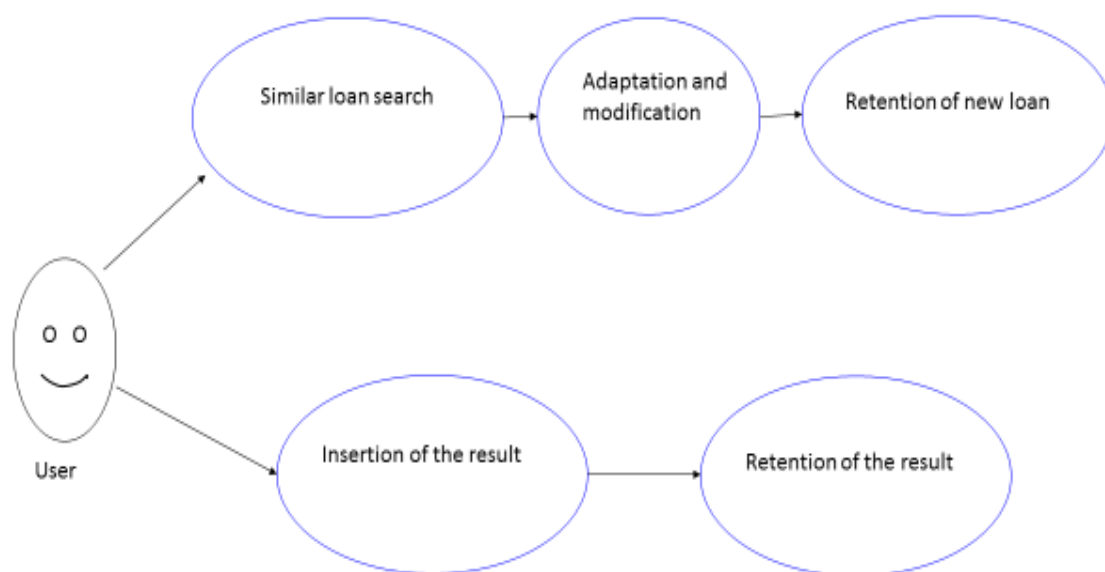 Similar loan search
Adaptation and
modification
Retention of new loan
User
Insertion of the result
Retention of the result